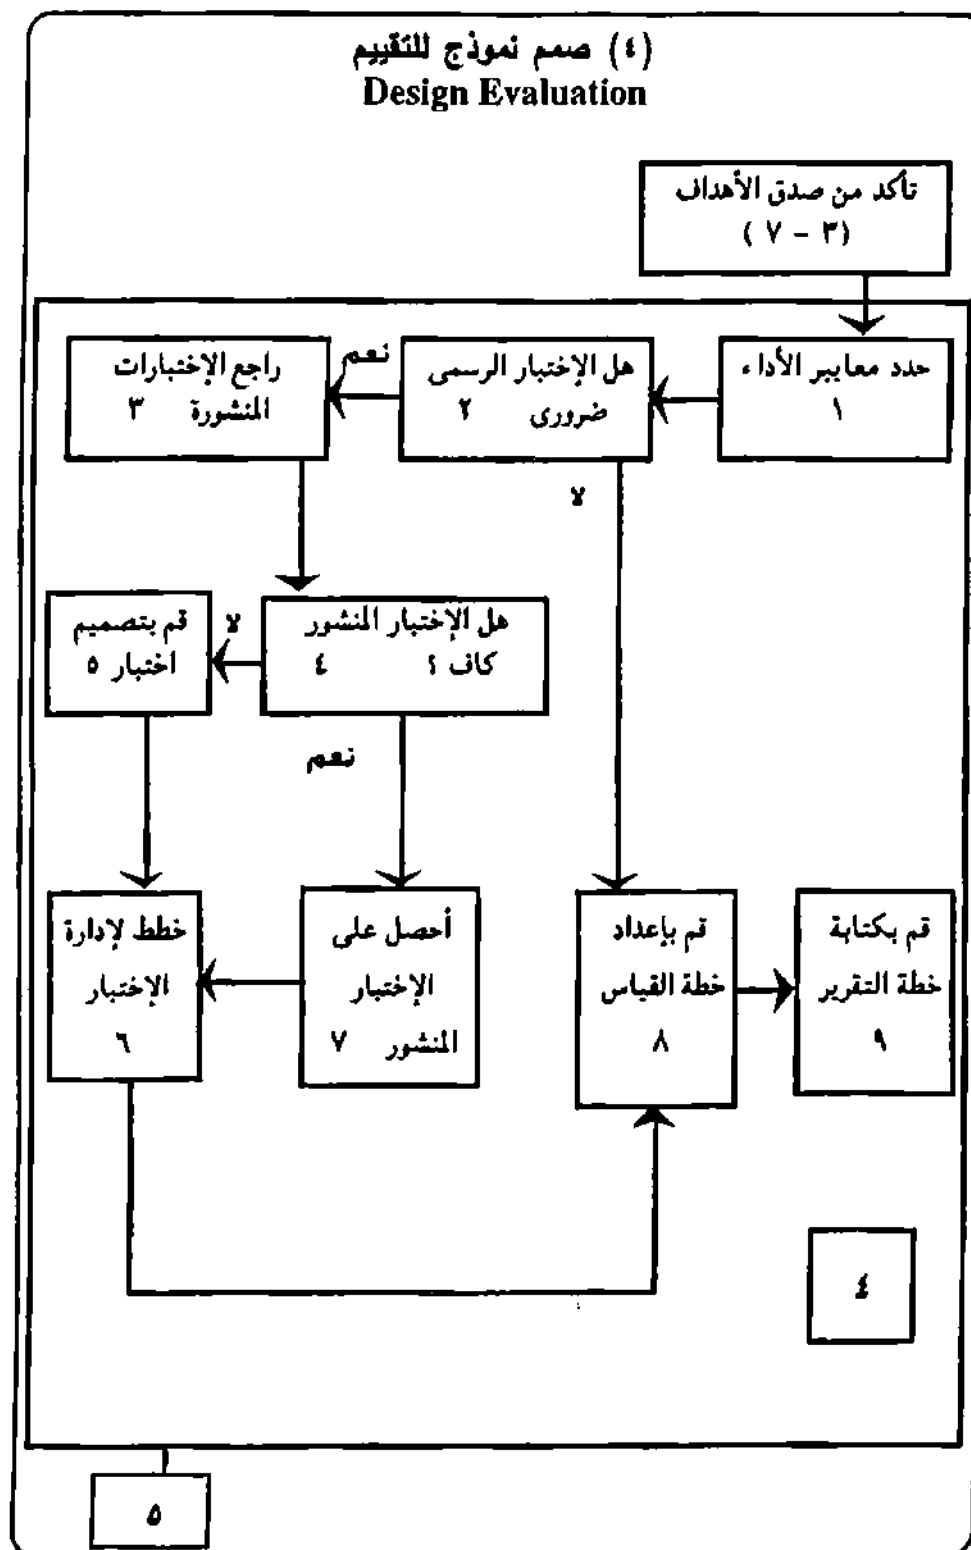 (٤) صمم نموذج للتقييم
Design Evaluation
تأكد من صدق الأهداف
(٣ - ٧)
حدد معايير الأداء
١
هل الإختبار الرسمى
ضرورى ٢
نعم
راجع الإختبارات
المنشورة ٣
لا
هل الإختبار المنشور
كاف ؟ ٤
لا
قم بتصميم
اختبار ٥
نعم
خطط لإدارة
الإختبار
٦
أحصل على
الإختبار
المنشور ٧
قم بإعداد
خطة القياس
٨
قم بكتابة
خطة التقرير
٩
٤
٥